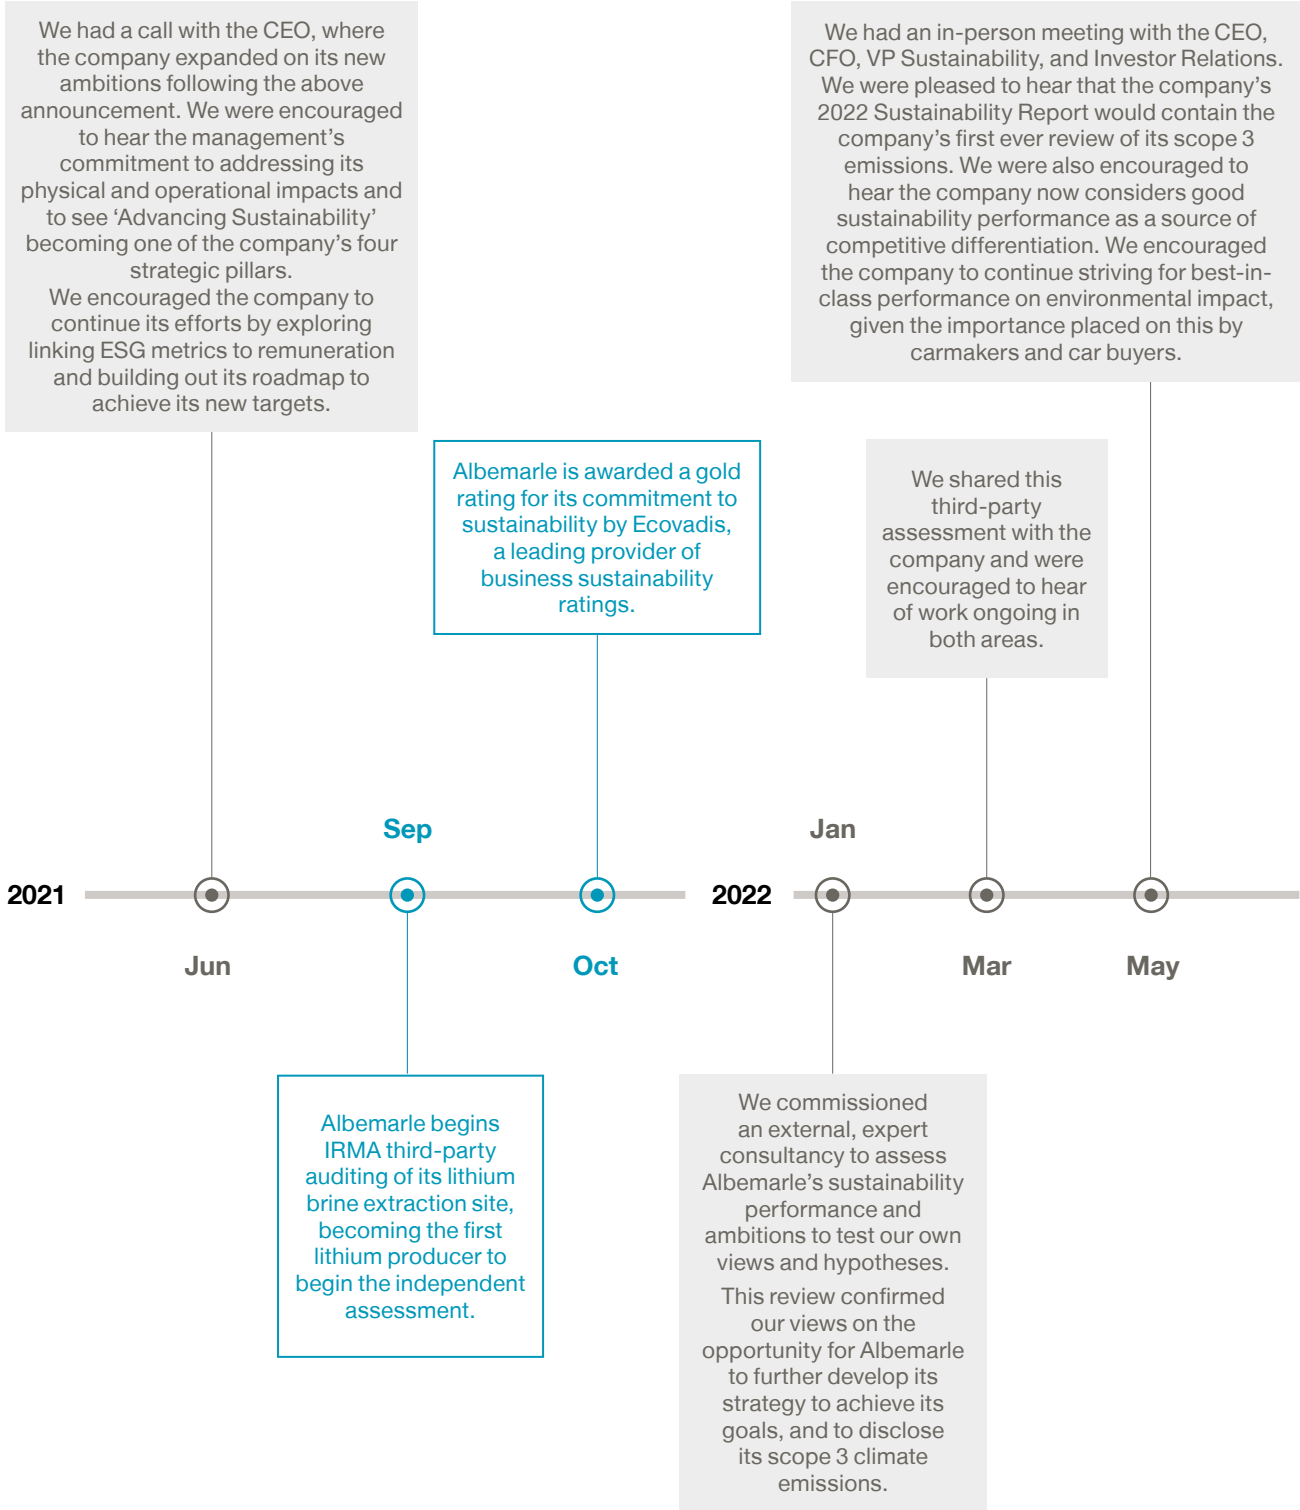 We had a call with the CEO, where
the company expanded on its new
ambitions following the above
announcement. We were encouraged
to hear the management’s
commitment to addressing its
physical and operational impacts and
to see ‘Advancing Sustainability’
becoming one of the company’s four
strategic pillars.
We encouraged the company to
continue its efforts by exploring
linking ESG metrics to remuneration
and building out its roadmap to
achieve its new targets.
We had an in-person meeting with the CEO,
CFO, VP Sustainability, and Investor Relations.
We were pleased to hear that the company’s
2022 Sustainability Report would contain the
company’s first ever review of its scope 3
emissions. We were also encouraged to
hear the company now considers good
sustainability performance as a source of
competitive differentiation. We encouraged
the company to continue striving for best-in-
class performance on environmental impact,
given the importance placed on this by
carmakers and car buyers.
Albemarle is awarded a gold
rating for its commitment to
sustainability by Ecovadis,
a leading provider of
business sustainability
ratings.
We shared this
third-party
assessment with the
company and were
encouraged to hear
of work ongoing in
both areas.
Sep
Jan
2021
2022
Jun
Oct
Mar
May
Albemarle begins
IRMA third-party
auditing of its lithium
brine extraction site,
becoming the first
lithium producer to
begin the independent
assessment.
We commissioned
an external, expert
consultancy to assess
Albemarle’s sustainability
performance and
ambitions to test our own
views and hypotheses.
This review confirmed
our views on the
opportunity for Albemarle
to further develop its
strategy to achieve its
goals, and to disclose
its scope 3 climate
emissions.